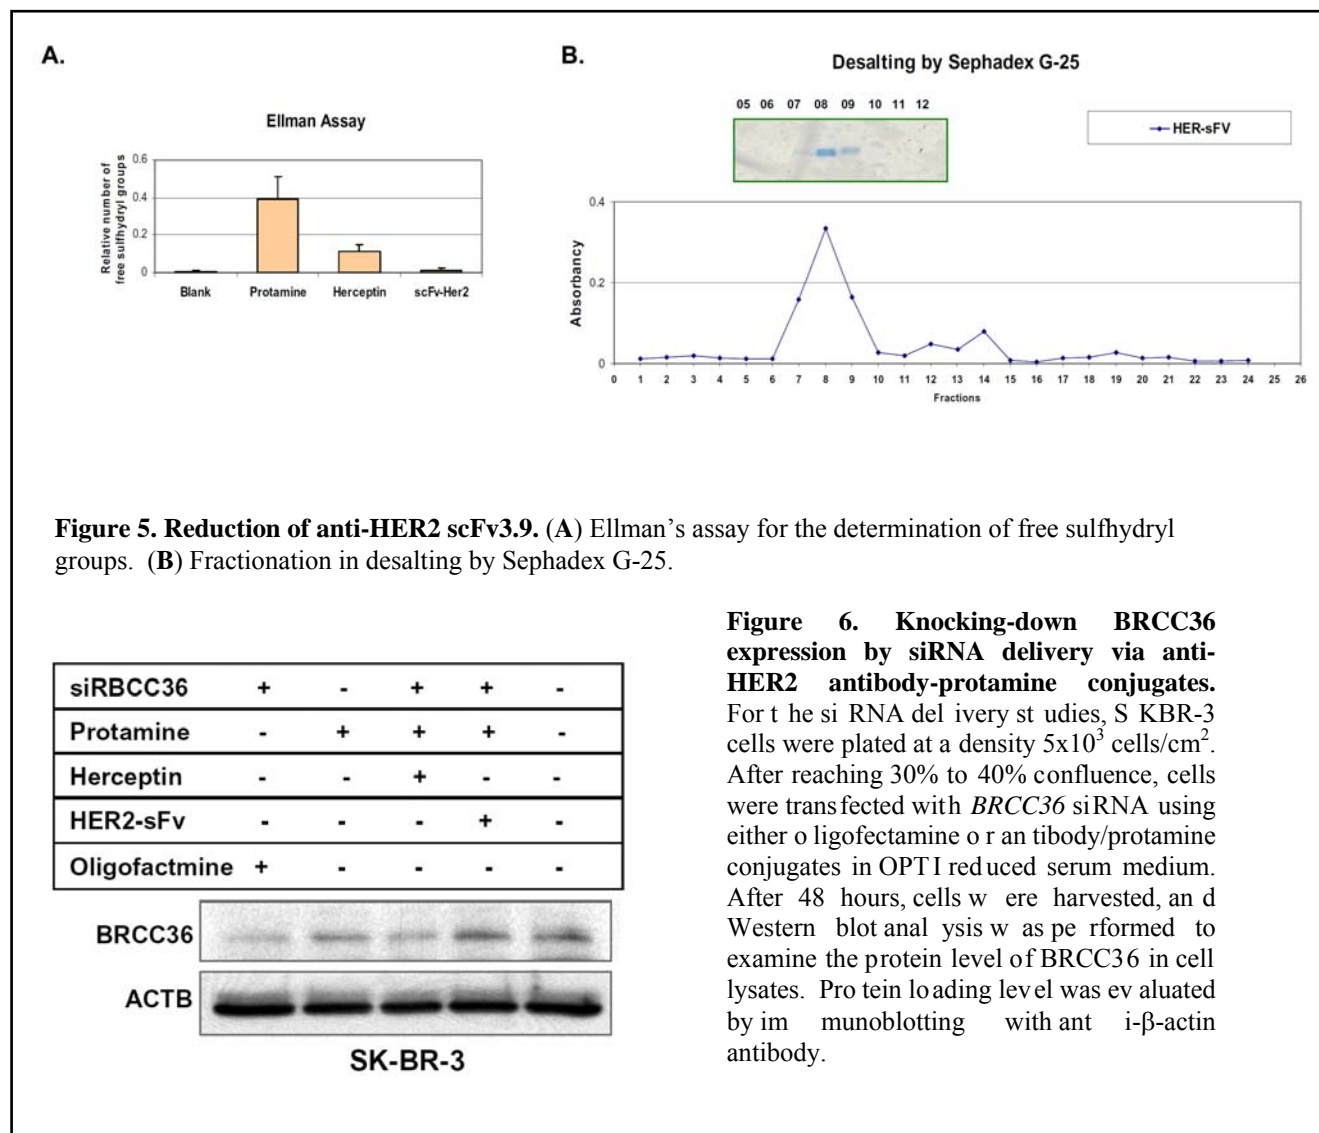 A.
Ellman Assay
Relative number of
free sulfhydryl groups
0.6
0.4
0.2
0
Blank Protamine Herceptin scFv-Her2
B.
Desalting by Sephadex G-25
05 06 07 08 09 10 11 12
HER-sFV
Absorbancy
0.4
0.2
0
0 1 2 3 4 5 6 7 8 9 10 11 12 13 14 15 16 17 18 19 20 21 22 23 24 25 26
Fractions
Figure 5. Reduction of anti-HER2 scFv3.9. (A) Ellman’s assay for the determination of free sulfhydryl
groups. (B) Fractionation in desalting by Sephadex G-25.
siRBCC36 + - + + -
Protamine - + + + -
Herceptin - - + - -
HER2-sFv - - - + -
Oligofactmine + - - - -
BRCC36
ACTB
SK-BR-3
Figure 6. Knocking-down BRCC36
expression by siRNA delivery via anti-
HER2 antibody-protamine conjugates.
For t he si RNA del ivery st udies, S KBR-3
cells were plated at a density 5x10³ cells/cm².
After reaching 30% to 40% confluence, cells
were trans fected with BRCC36 siRNA using
either o ligofectamine o r an tibody/protamine
conjugates in OPT I red uced serum medium.
After 48 hours, cells w ere harvested, an d
Western blot anal ysis w as pe rformed to
examine the protein level of BRCC36 in cell
lysates. Pro tein lo ading level was ev aluated
by im munoblotting with ant i-β-actin
antibody.